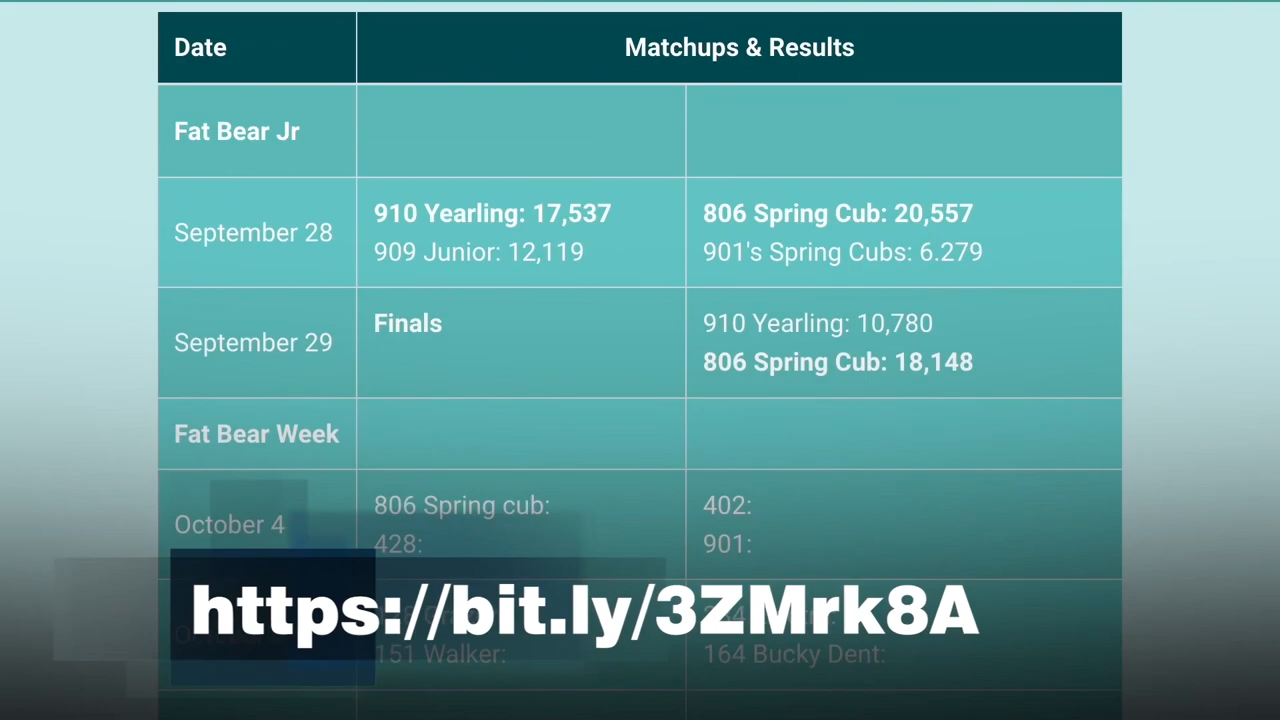 Date
Matchups & Results
Fat Bear Jr
September 28
910 Yearling: 17,537
909 Junior: 12,119
806 Spring Cub: 20,557
901's Spring Cubs: 6.279
September 29
Finals
910 Yearling: 10,780
806 Spring Cub: 18,148
Fat Bear Week
October 4
806 Spring cub:
428:
402:
901:
https://bit.ly/3ZMrk8A
151 Walker:
164 Bucky Dent: